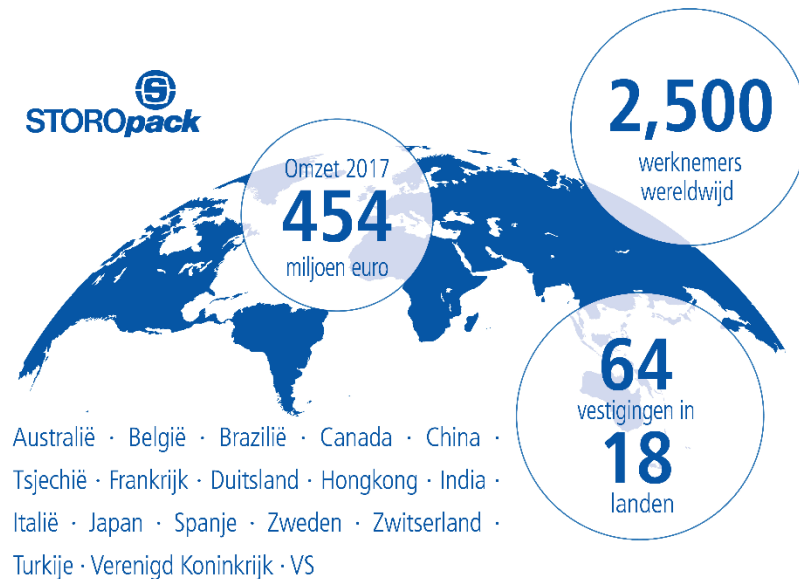 STOROpack
2,500
werknemers
wereldwijd
Omzet 2017
454
miljoen euro
64
vestigingen in
18
landen
Australië · België · Brazilië · Canada · China ·
Tsjechië · Frankrijk · Duitsland · Hongkong · India ·
Italië · Japan · Spanje · Zweden · Zwitserland ·
Turkije · Verenigd Koninkrijk · VS